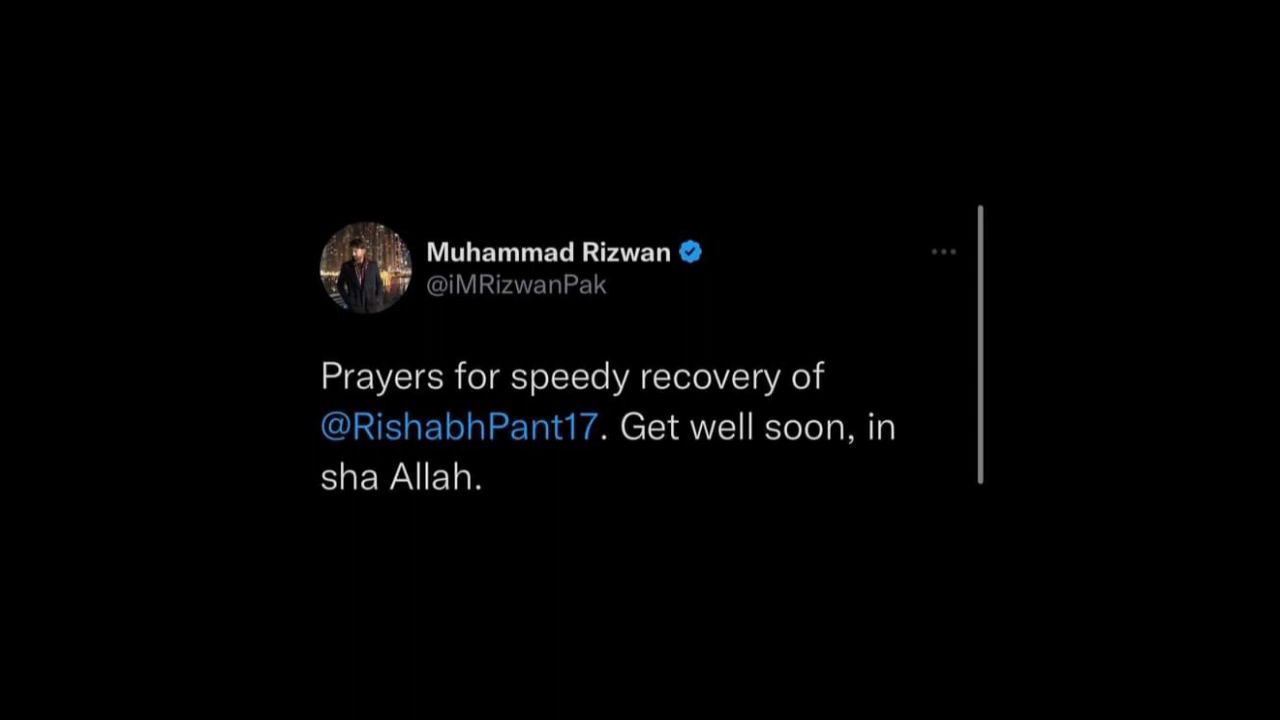 Muhammad Rizwan
@iMRizwanPak
Prayers for speedy recovery of
@RishabhPant17. Get well soon, in
sha Allah.